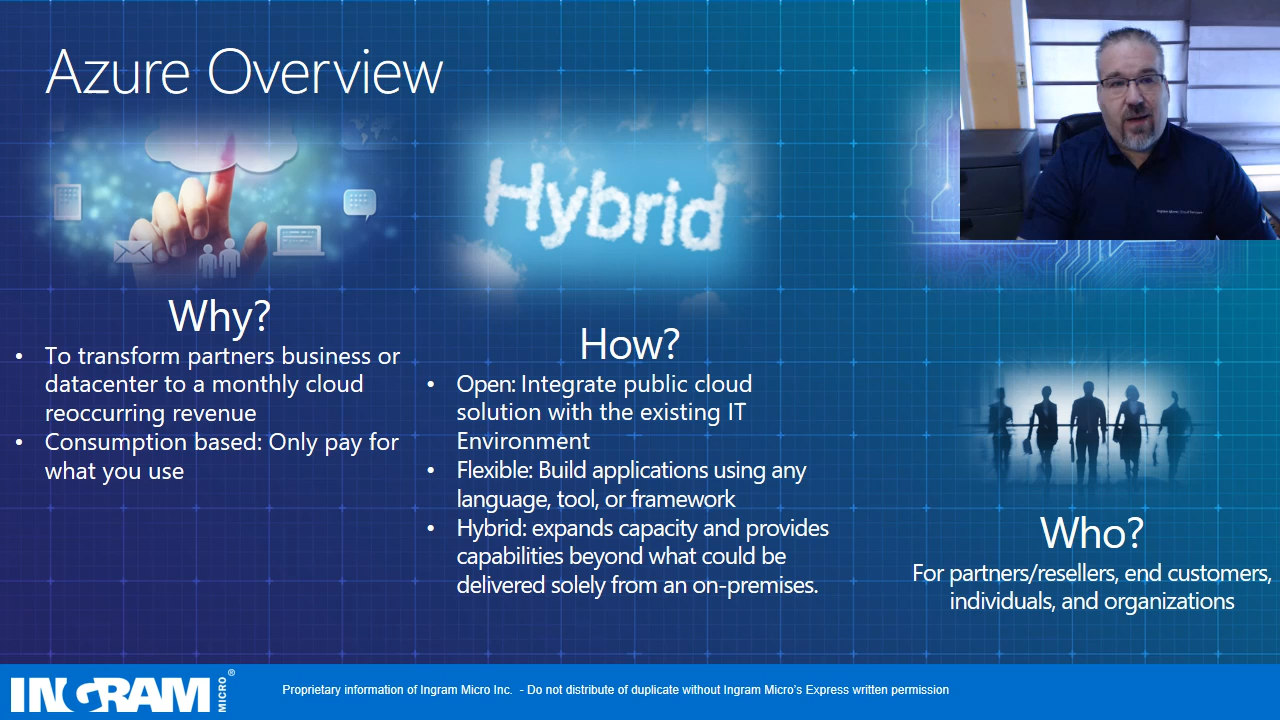 Azure Overview
Hybrid
Why?
• To transform partners business or
datacenter to a monthly cloud
reoccurring revenue
• Consumption based: Only pay for
what you use
How?
• Open: Integrate public cloud
solution with the existing IT
Environment
• Flexible: Build applications using any
language, tool, or framework
• Hybrid: expands capacity and provides
capabilities beyond what could be
delivered solely from an on-premises.
Who?
For partners/resellers, end customers,
individuals, and organizations
INGRAM MICRO®
Proprietary information of Ingram Micro Inc. - Do not distribute of duplicate without Ingram Micro's Express written permission